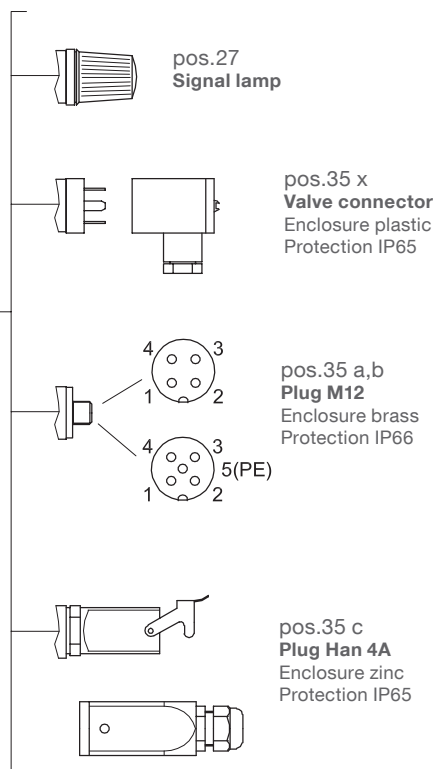 pos.27
Signal lamp
pos.35 x
Valve connector
Enclosure plastic
Protection IP65
4 3
1 2
pos.35 a,b
Plug M12
Enclosure brass
Protection IP66
4 3
5(PE)
1 2
pos.35 c
Plug Han 4A
Enclosure zinc
Protection IP65